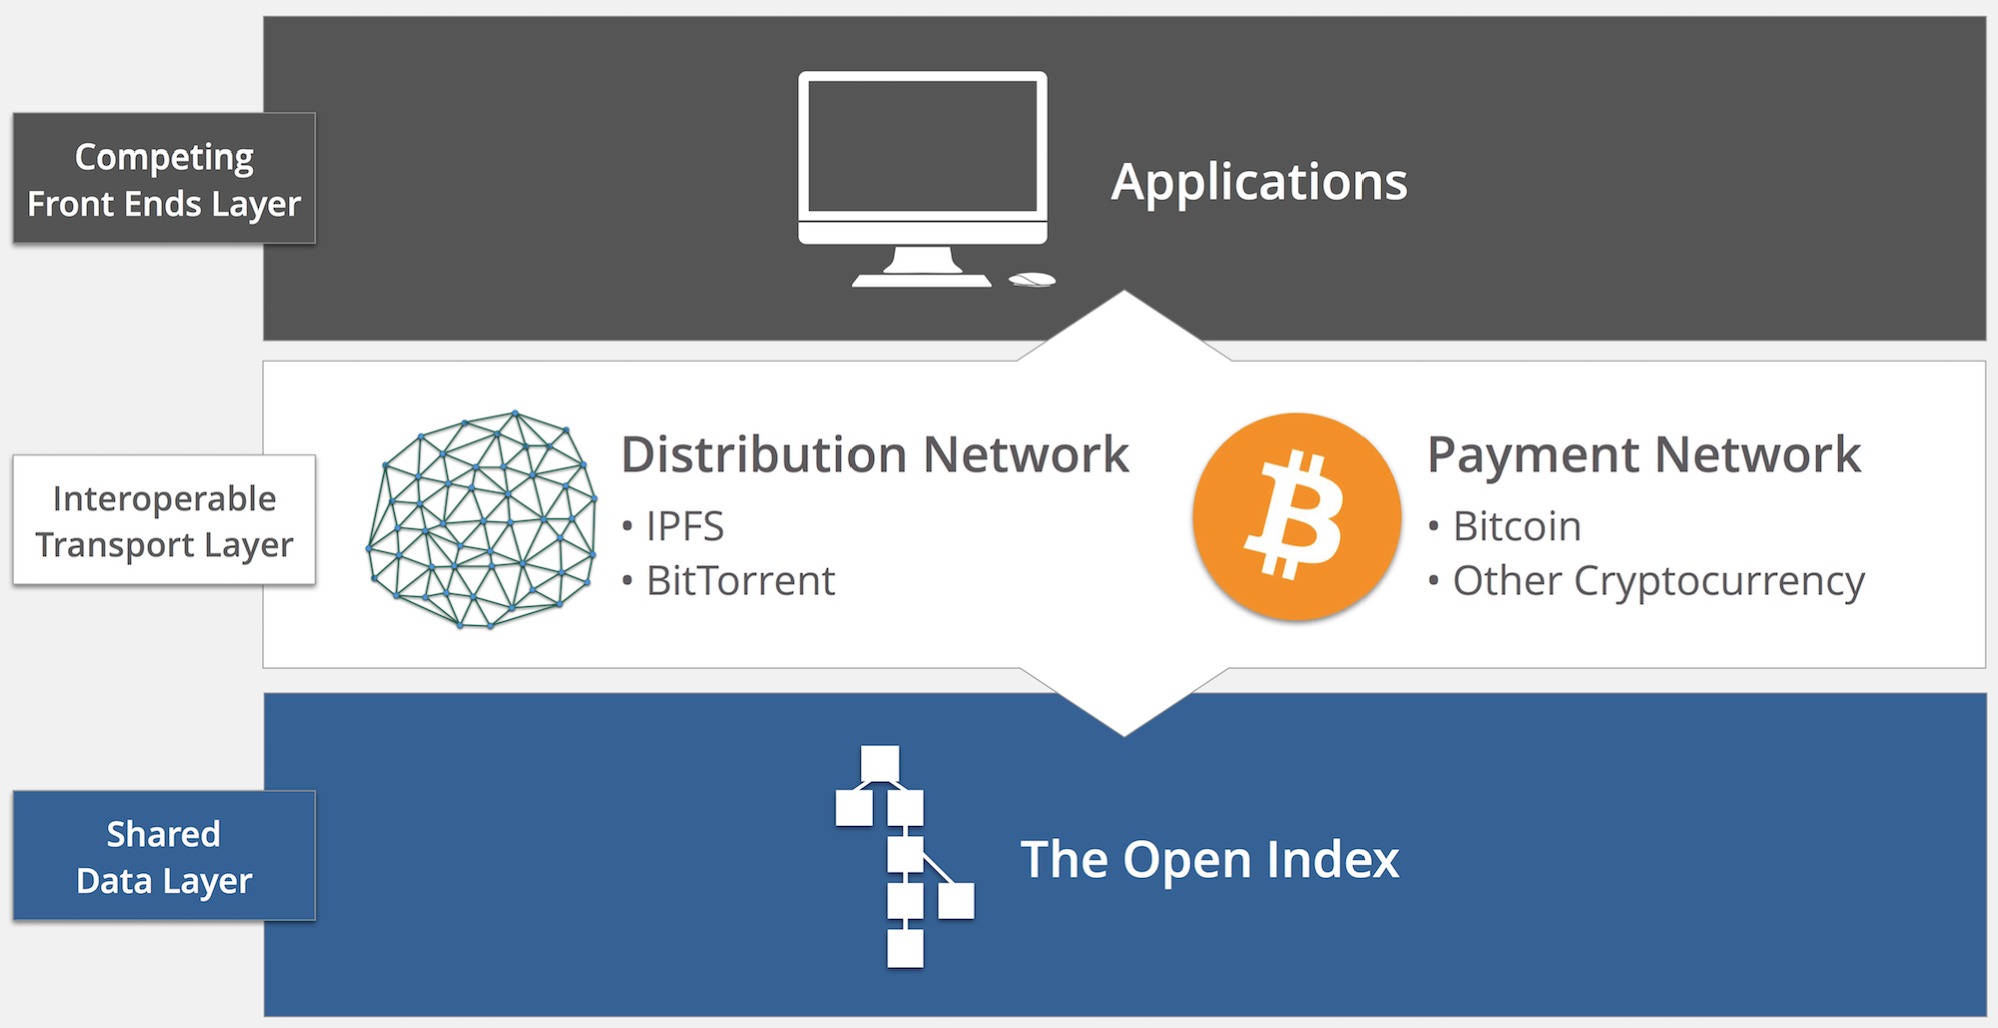 Competing
Front Ends Layer
Applications
Interoperable
Transport Layer
Distribution Network
• IPFS
• BitTorrent
Payment Network
• Bitcoin
• Other Cryptocurrency
Shared
Data Layer
The Open Index